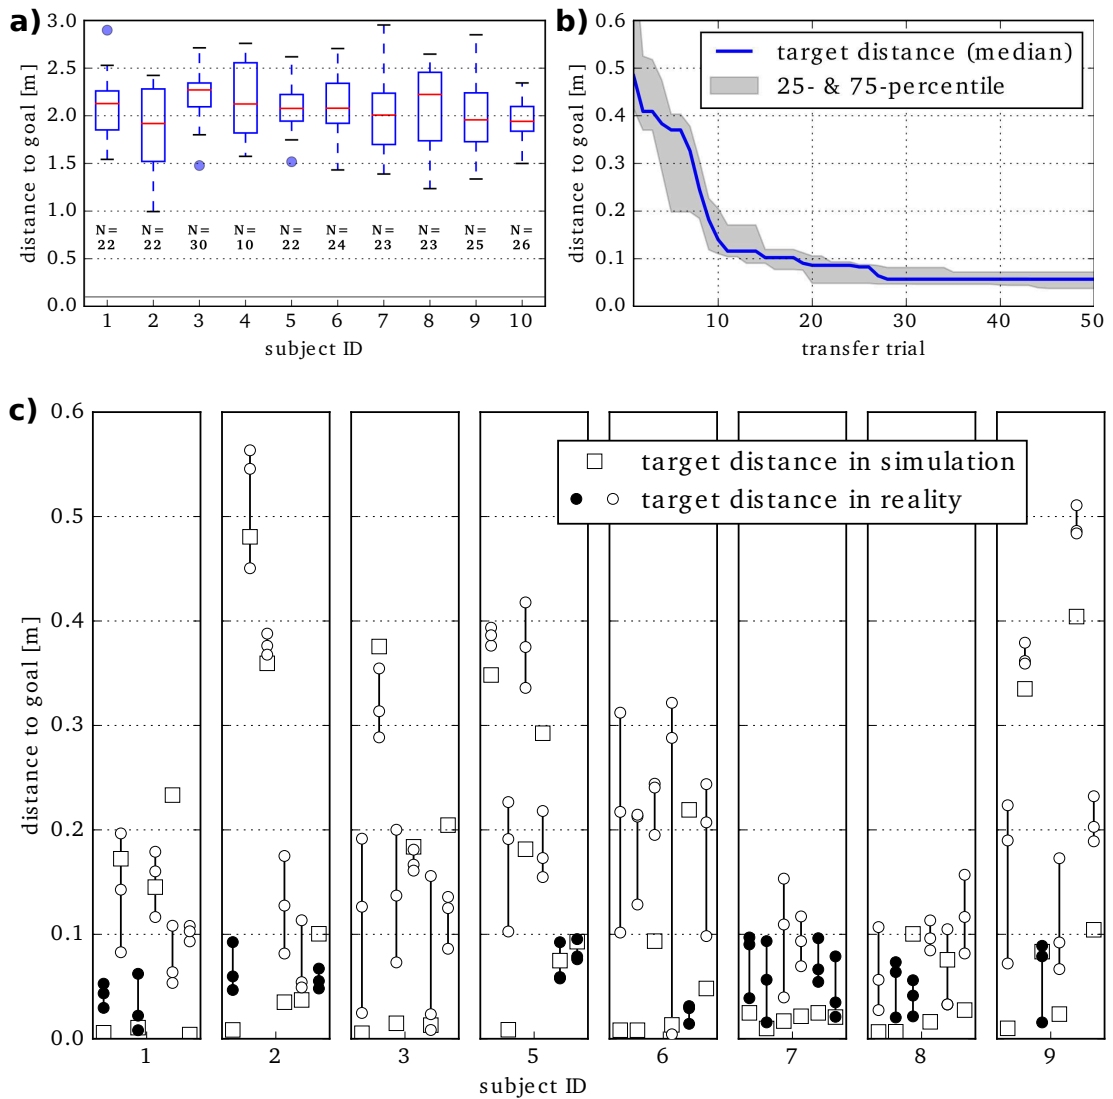 a)
3.0
2.5
2.0
1.5
1.0
0.5
0.0
distance to goal [m]
N= N= N= N= N= N= N= N= N= N=
22 22 30 10 22 24 23 23 25 26
1 2 3 4 5 6 7 8 9 10
subject ID
b)
0.6
0.5
0.4
0.3
0.2
0.1
0.0
distance to goal [m]
target distance (median)
25- & 75-percentile
10 20 30 40 50
transfer trial
c)
0.6
0.5
0.4
0.3
0.2
0.1
0.0
distance to goal [m]
target distance in simulation
target distance in reality
1 2 3 5 6 7 8 9
subject ID